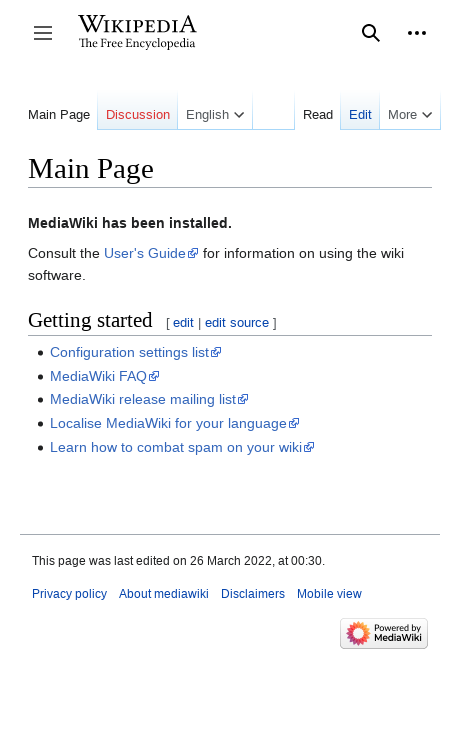 WIKIPEDIA
The Free Encyclopedia
Main Page Discussion English Read Edit More
Main Page
MediaWiki has been installed.
Consult the User's Guide for information on using the wiki
software.
Getting started [ edit | edit source ]
Configuration settings list
MediaWiki FAQ
MediaWiki release mailing list
Localise MediaWiki for your language
Learn how to combat spam on your wiki
This page was last edited on 26 March 2022, at 00:30.
Privacy policy About mediawiki Disclaimers Mobile view
Powered by
MediaWiki